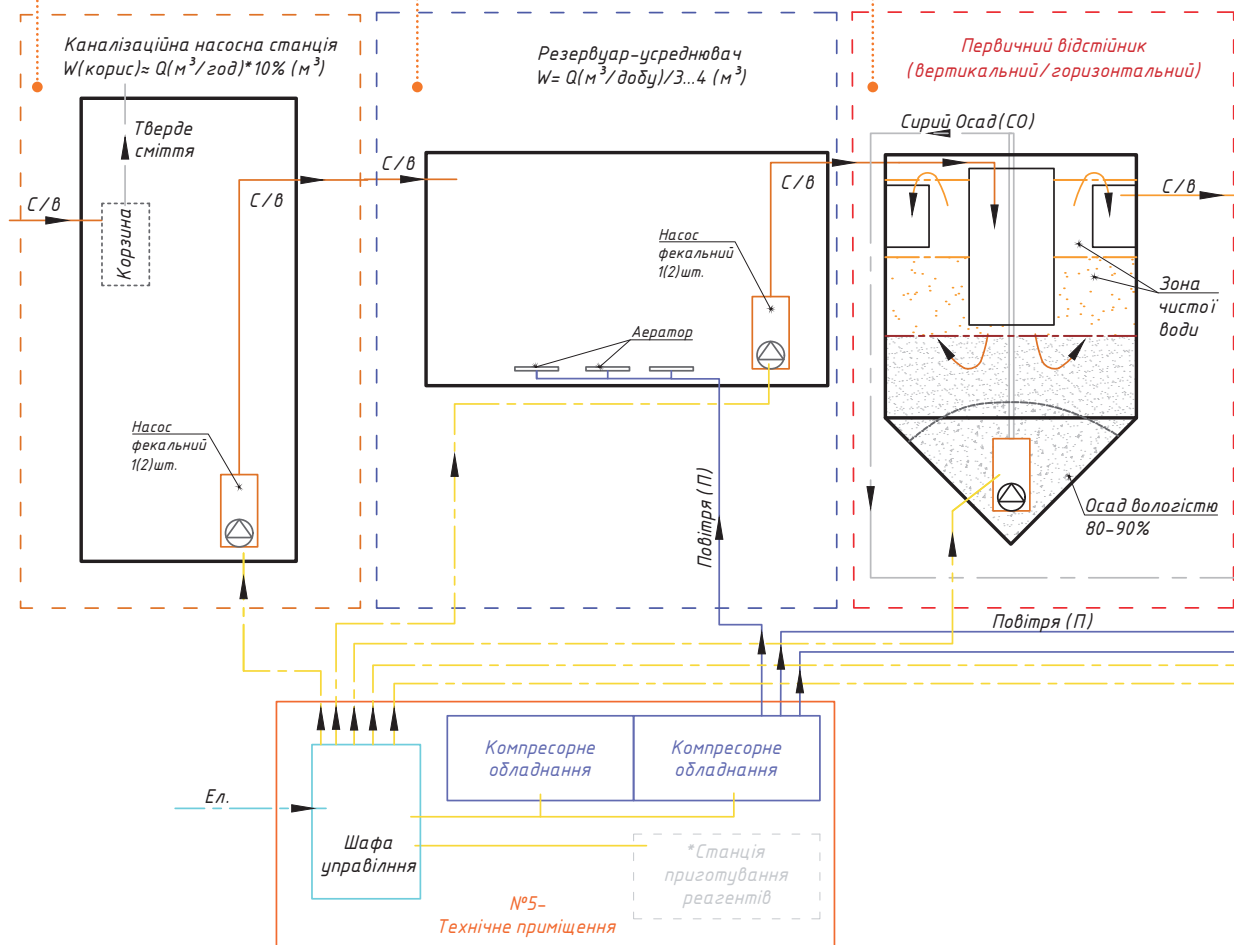 Каналізаційна насосна станція
W(корис)≈ Q(м³/год)*10% (м³)
Тверде
сміття
С/в
Корзина
С/в
Насос
фекальний
1(2)шт.
Резервуар-усреднювач
W= Q(м³/добу)/3...4 (м³)
С/в
С/в
Насос
фекальний
1(2)шт.
Аератор
Повітря (П)
Первичний відстійник
(вертикальний/горизонтальний)
Сирий Осад(СО)
С/в
Зона
чистої
води
Осад вологістю
80-90%
Повітря (П)
Компресорне
обладнання
Компресорне
обладнання
Ел.
Шафа
управілння
*Станція
приготування
реагентів
№5-
Технічне приміщення